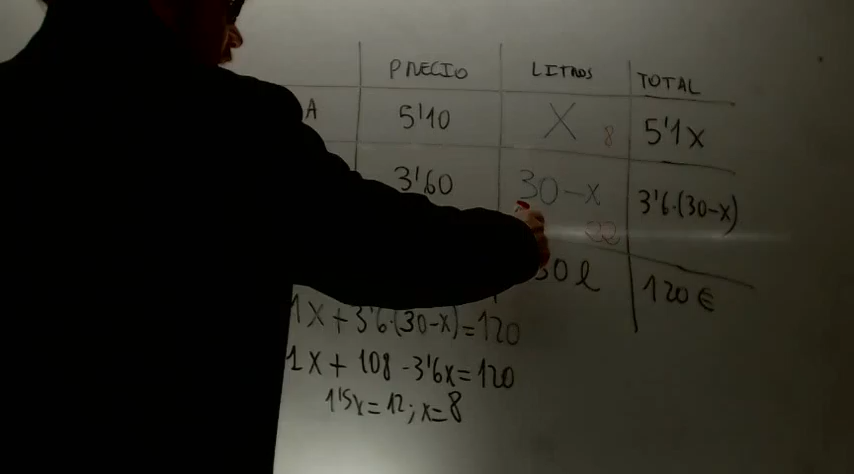 PRECIO LITROS TOTAL
A 5'10 X 8 5'1X
3'60 30-x 3'6·(30-x)
22
30 l 120 €
1X + 3'6·(30-x)=120
1X + 108 - 3'6x=120
1'5x=12; x=8